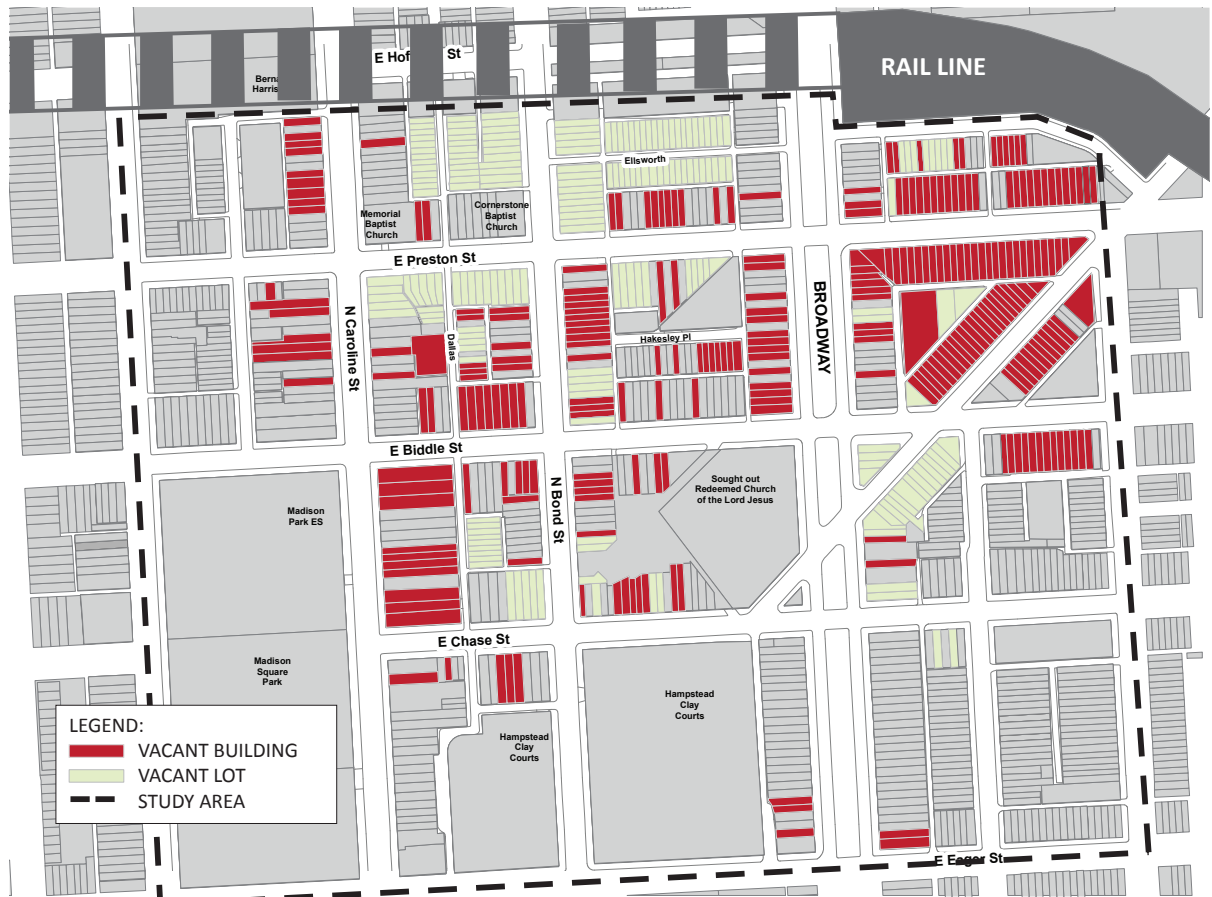 E Hof St
RAIL LINE
Berna
Harris
Ellsworth
Memorial
Baptist
Church
Cornerstone
Baptist
Church
E Preston St
N Caroline St
Dallas
Hakesley Pl
BROADWAY
E Biddle St
N Bond St
Sought out
Redeemed Church
of the Lord Jesus
Madison
Park ES
E Chase St
Madison
Square
Park
Hampstead
Clay
Courts
Hampstead
Clay
Courts
LEGEND:
VACANT BUILDING
VACANT LOT
STUDY AREA
E Eager St